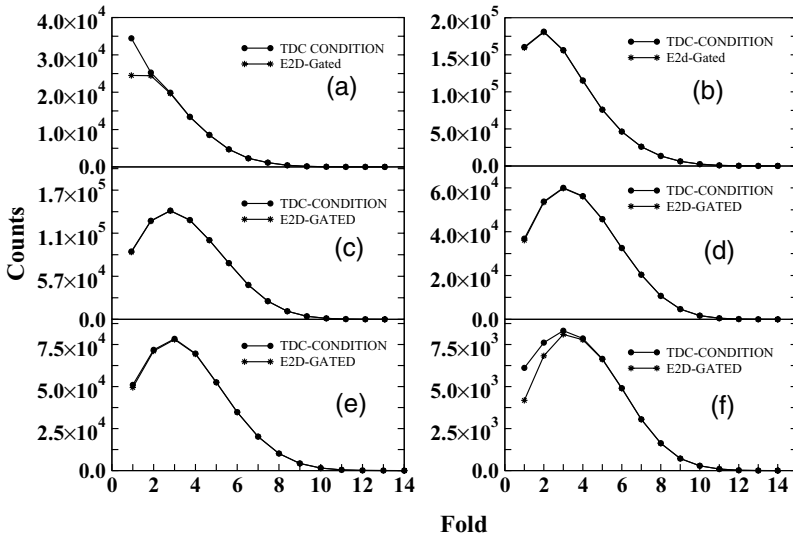 4.0×10⁴
3.0×10⁴
2.0×10⁴
1.0×10⁴
0.0
TDC CONDITION
E2D-Gated
(a)
2.0×10⁵
1.5×10⁵
1.0×10⁵
5.0×10⁴
0.0
TDC-CONDITION
E2d-Gated
(b)
1.7×10⁵
1.1×10⁵
5.7×10⁴
0.0
TDC-CONDITION
E2D-GATED
(c)
6.0×10⁴
4.0×10⁴
2.0×10⁴
0.0
TDC-CONDITION
E2D-GATED
(d)
7.5×10⁴
5.0×10⁴
2.5×10⁴
0.0
TDC-CONDITION
E2D-GATED
(e)
0 2 4 6 8 10 12 14
7.5×10³
5.0×10³
2.5×10³
0.0
TDC-CONDITION
E2D-GATED
(f)
0 2 4 6 8 10 12 14
Counts
Fold